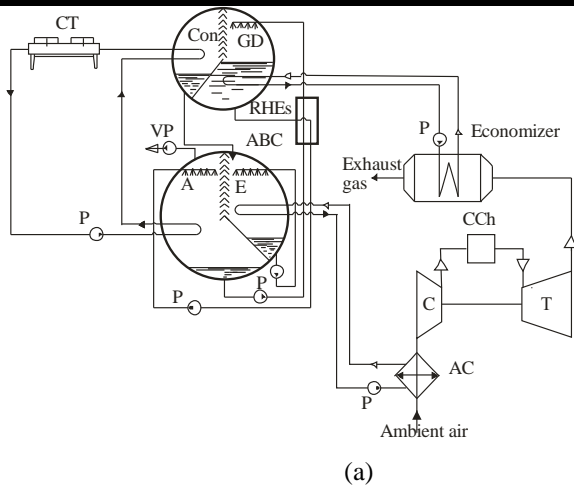 CT
Con
GD
RHEs
P
Economizer
VP
ABC
Exhaust
gas
A
E
CCh
P
P
P
C
T
P
AC
P
Ambient air
(a)